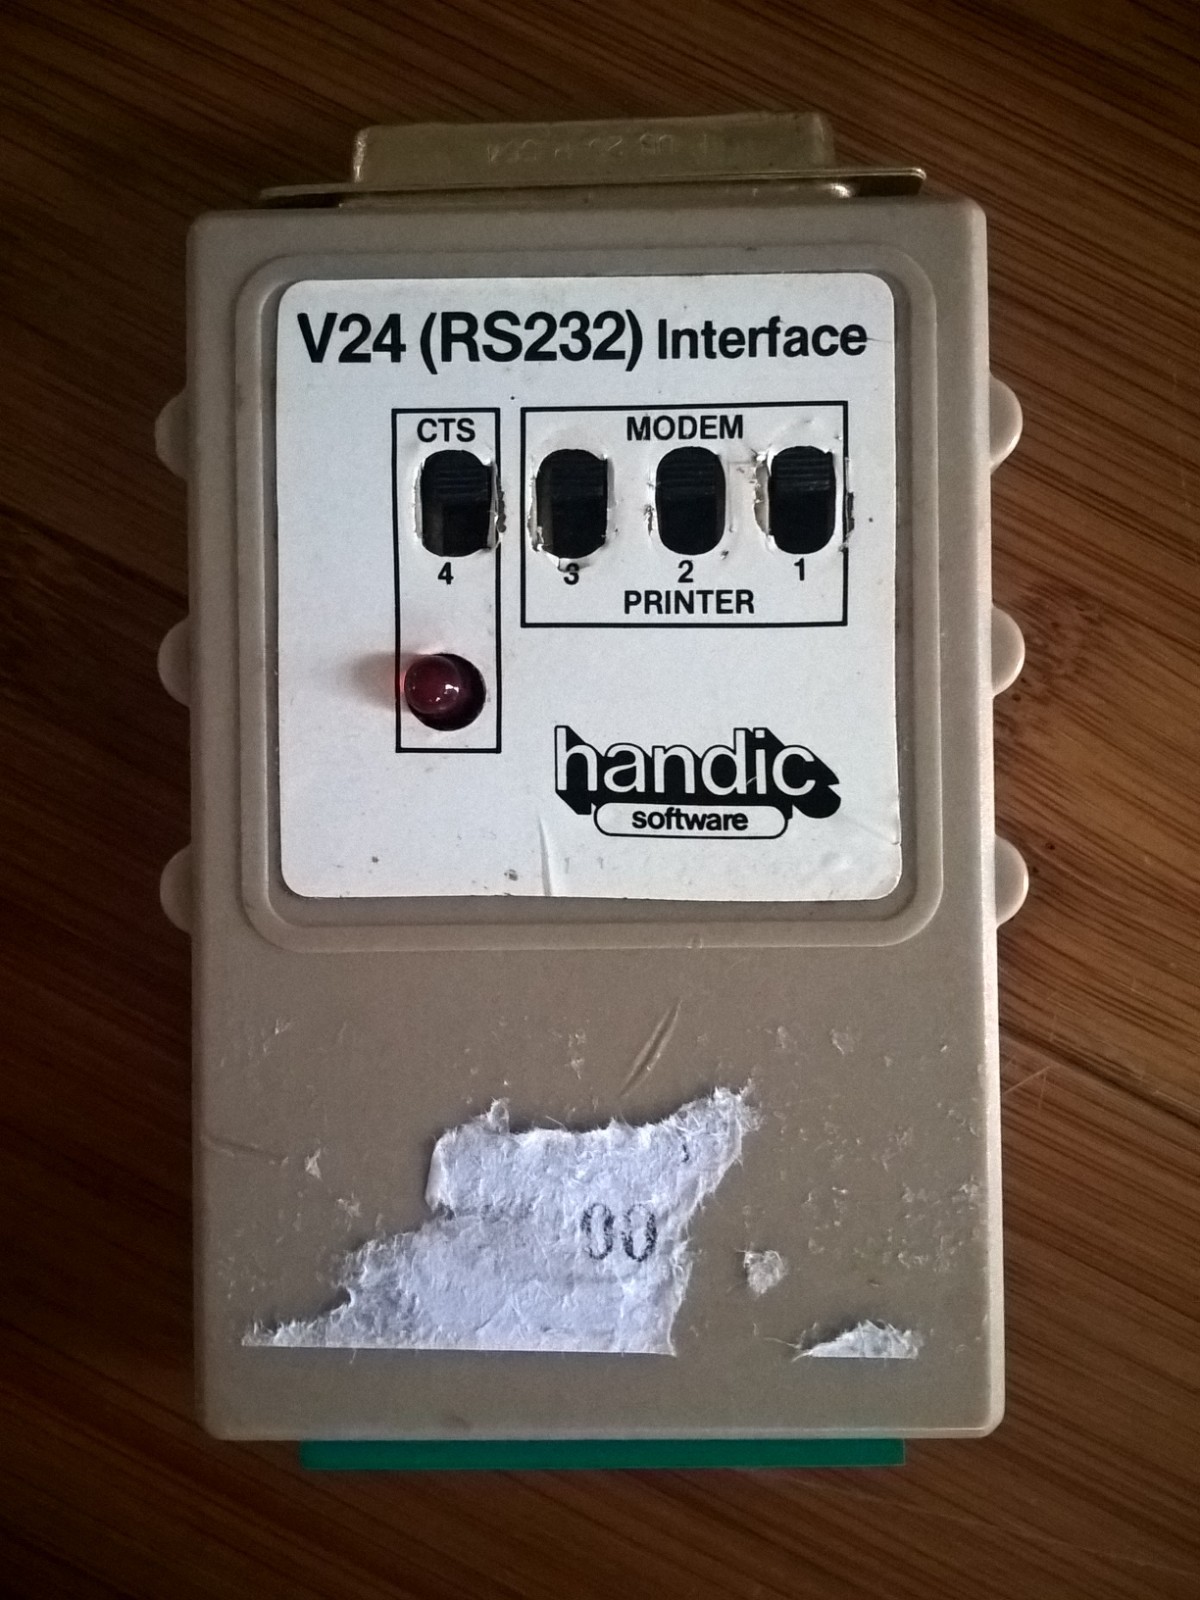 V24 (RS232) Interface
CTS
MODEM
4
3
2
1
PRINTER
handic
software
00